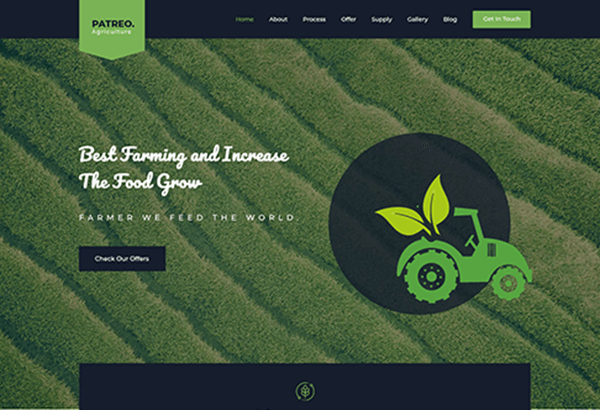 PATREO.
Agriculture
Home About Process Offer Supply Gallery Blog Get In Touch
Best Farming and Increase
The Food Grow
FARMER WE FEED THE WORLD.
Check Our Offers